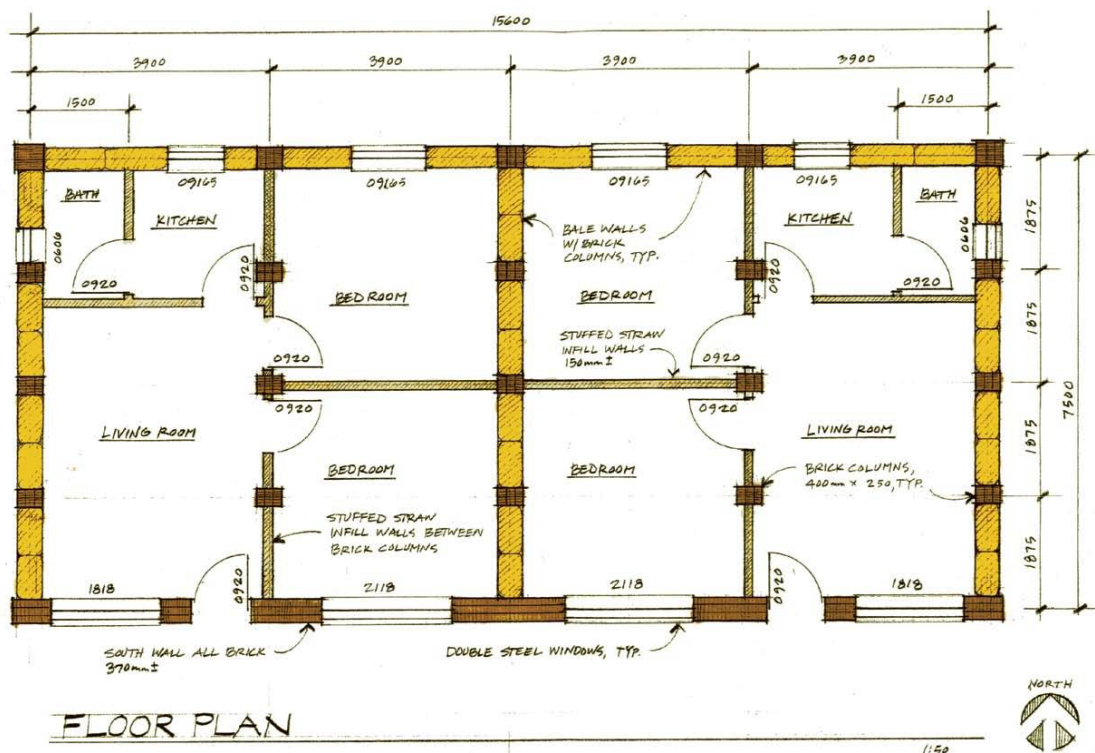 15600
3900 3900 3900 3900
1500 1500
09165 09165 09165 09165
BATH KITCHEN KITCHEN BATH
0606 0606
BALE WALLS
W/ BRICK
COLUMNS, TYP.
0920 0920 0920 0920
BEDROOM BEDROOM
STUFFED STRAW
INFILL WALLS
150mm±
0920 0920
0920 0920
LIVING ROOM LIVING ROOM
BEDROOM BEDROOM
BRICK COLUMNS,
400mm x 250, TYP.
STUFFED STRAW
INFILL WALLS BETWEEN
BRICK COLUMNS
1875
1875
1875
1875
7500
0920 0920
1818 2118 2118 1818
SOUTH WALL ALL BRICK
370mm±
DOUBLE STEEL WINDOWS, TYP.
NORTH
FLOOR PLAN
1:50